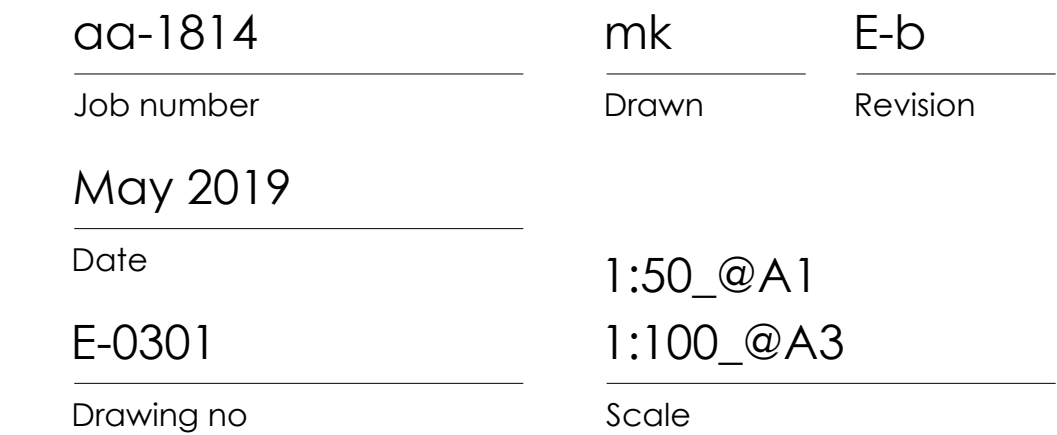 aa-1814
Job number
mk
Drawn
E-b
Revision
May 2019
Date
E-0301
Drawing no
1:50_@A1
1:100_@A3
Scale